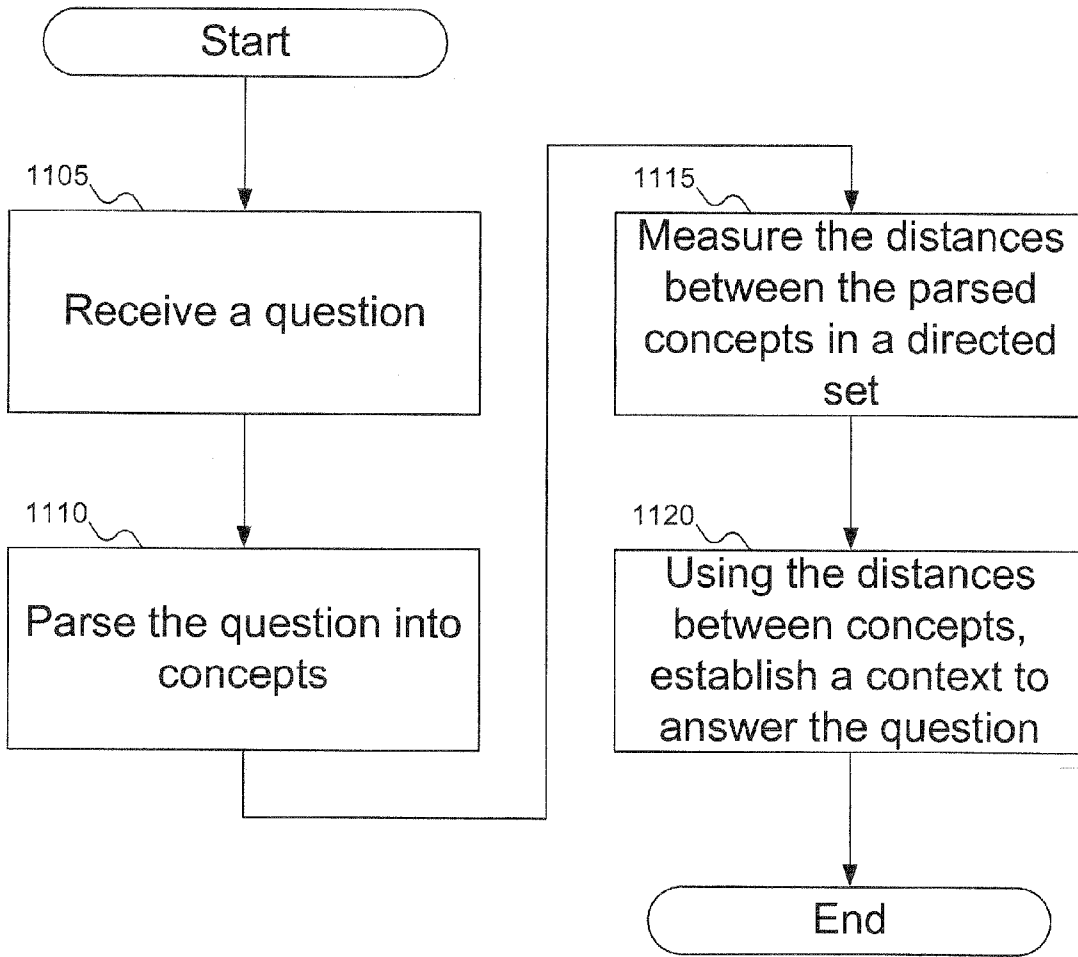 Start
1105
Receive a question
1110
Parse the question into
concepts
1115
Measure the distances
between the parsed
concepts in a directed
set
1120
Using the distances
between concepts,
establish a context to
answer the question
End